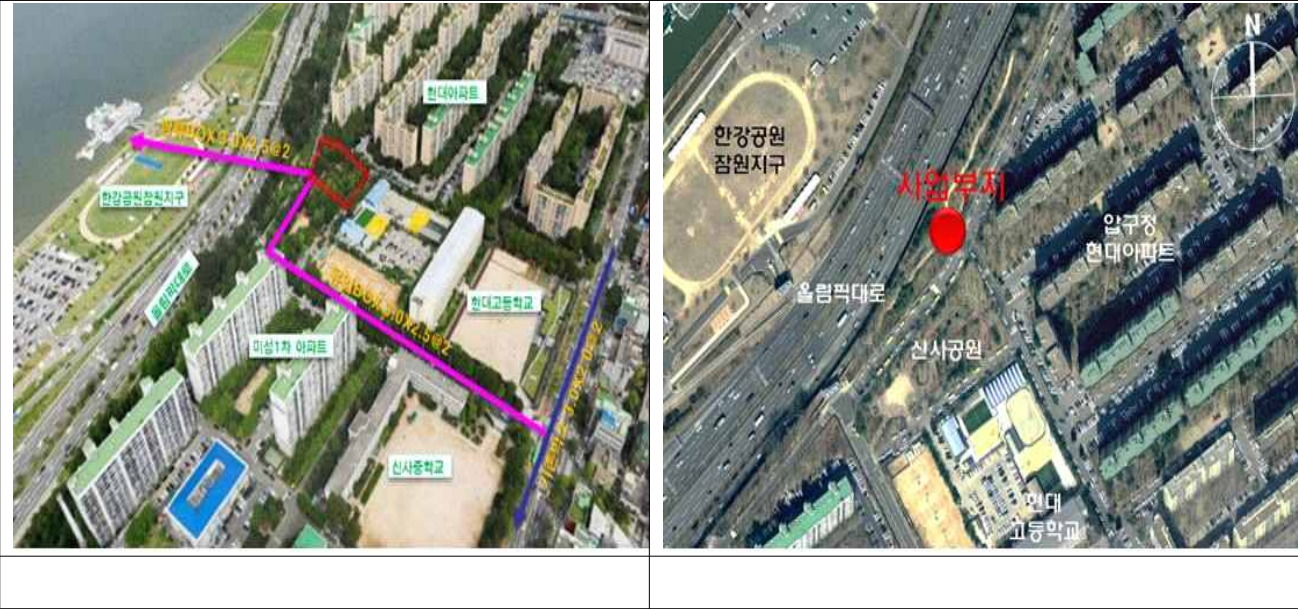 현대아파트
한강공원잠원지구
올림픽대로
현대고등학교
미성1차 아파트
신사중학교
N
한강공원
잠원지구
사업부지
압구정
현대아파트
올림픽대로
신사공원
현대
고등학교